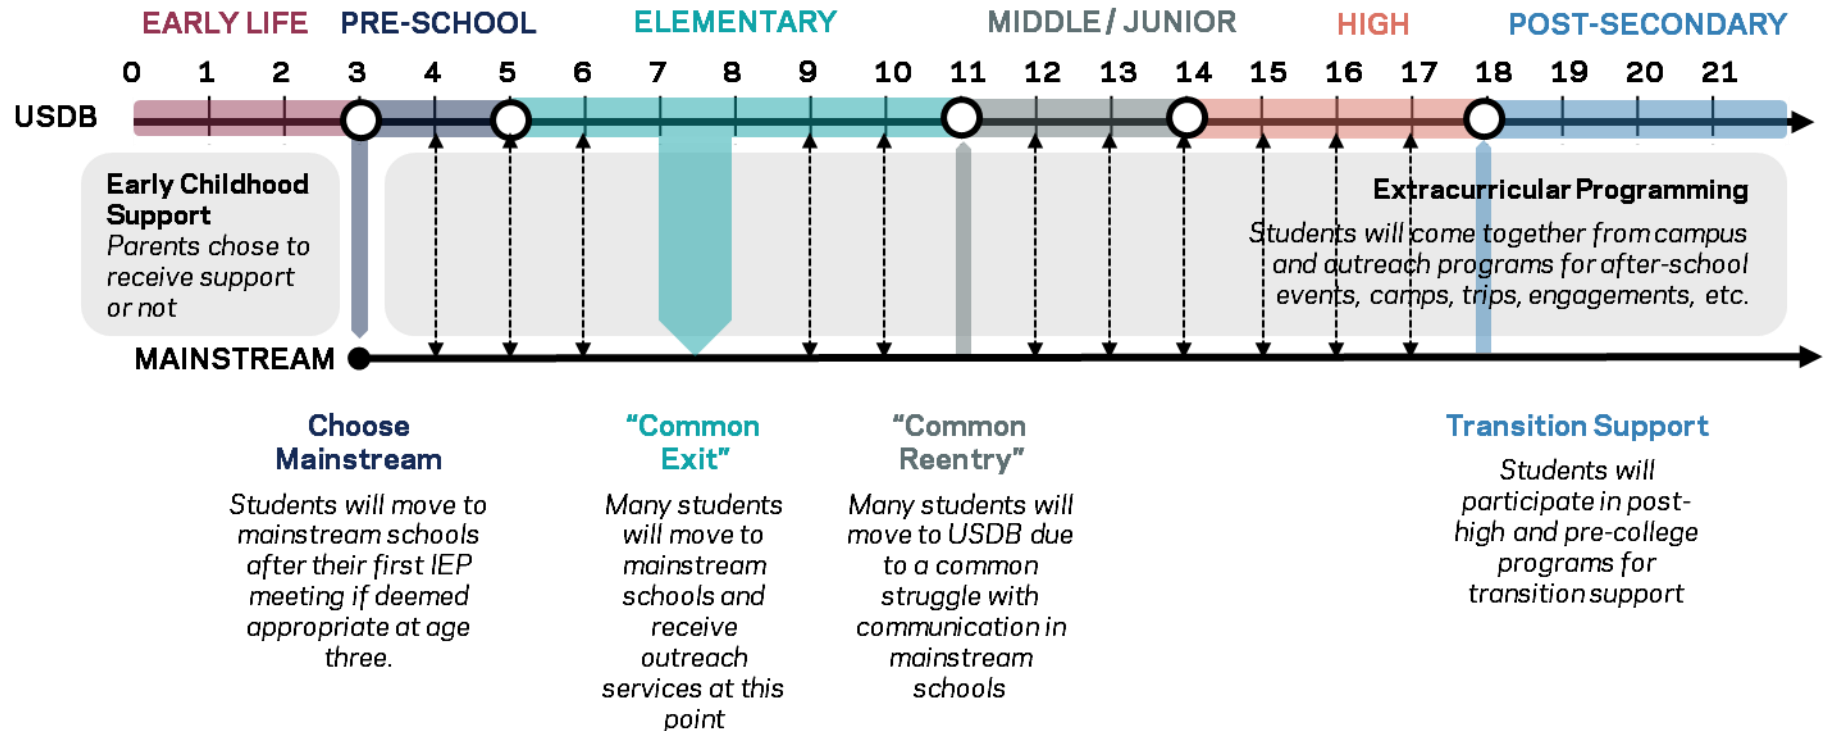 EARLY LIFE PRE-SCHOOL ELEMENTARY MIDDLE / JUNIOR HIGH POST-SECONDARY
0 1 2 3 4 5 6 7 8 9 10 11 12 13 14 15 16 17 18 19 20 21
USDB
Early Childhood
Support
Parents chose to
receive support
or not
Extracurricular Programming
Students will come together from campus
and outreach programs for after-school
events, camps, trips, engagements, etc.
MAINSTREAM
Choose
Mainstream
Students will move to
mainstream schools
after their first IEP
meeting if deemed
appropriate at age
three.
“Common
Exit”
Many students
will move to
mainstream
schools and
receive
outreach
services at this
point
“Common
Reentry”
Many students will
move to USDB due
to a common
struggle with
communication in
mainstream
schools
Transition Support
Students will
participate in post-
high and pre-college
programs for
transition support